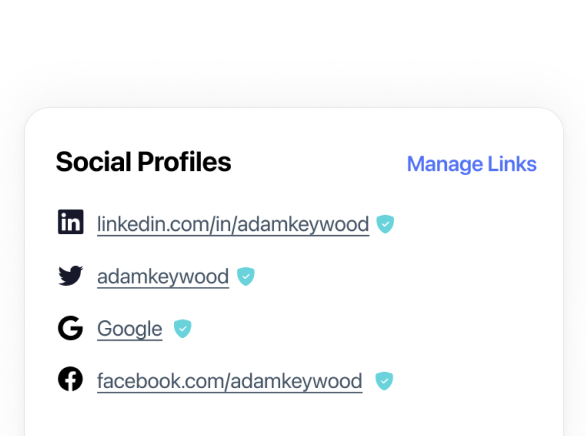 Social Profiles
Manage Links
linkedin.com/in/adamkeywood
adamkeywood
Google
facebook.com/adamkeywood